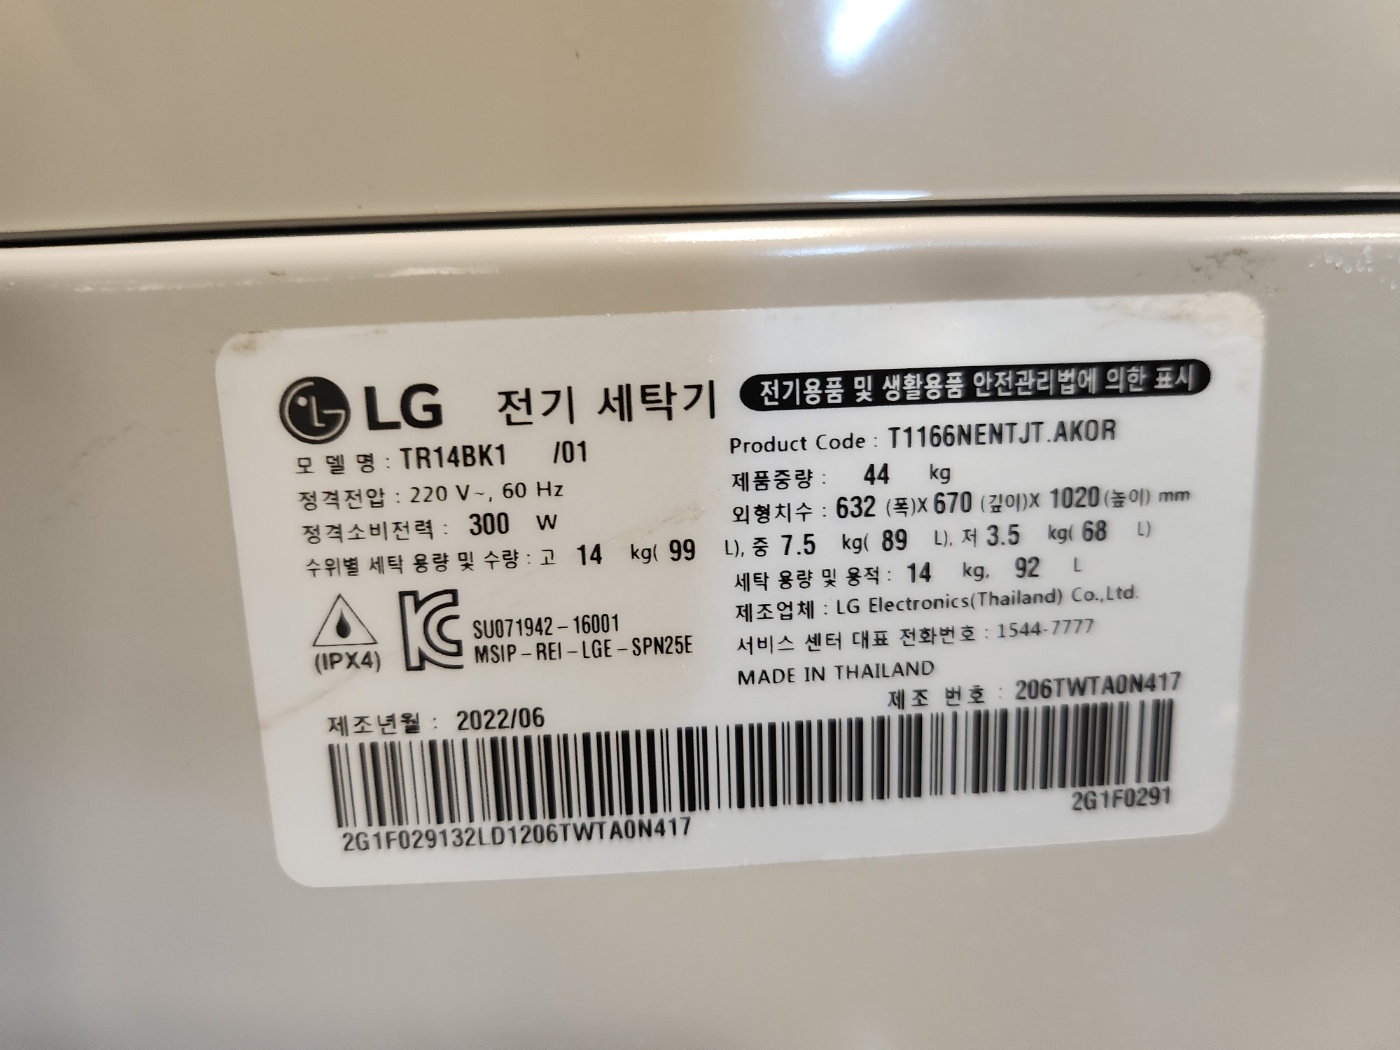 LG 전기 세탁기 전기용품 및 생활용품 안전관리법에 의한 표시
모 델 명 : TR14BK1 /01
Product Code : T1166NENTJT.AKOR
정격전압 : 220 V~, 60 Hz
제품중량 : 44 kg
정격소비전력 : 300 W
외형치수 : 632 (폭)X 670 (깊이)X 1020 (높이) mm
수위별 세탁 용량 및 수량 : 고 14 kg( 99 L), 중 7.5 kg( 89 L), 저 3.5 kg( 68 L)
세탁 용량 및 용적 : 14 kg, 92 L
제조업체 : LG Electronics(Thailand) Co.,Ltd.
SU071942-16001
서비스 센터 대표 전화번호 : 1544-7777
(IPX4) MSIP-REI-LGE-SPN25E
MADE IN THAILAND
제조년월 : 2022/06
제조 번호 : 206TWTA0N417
2G1F029132LD1206TWTA0N417
2G1F0291